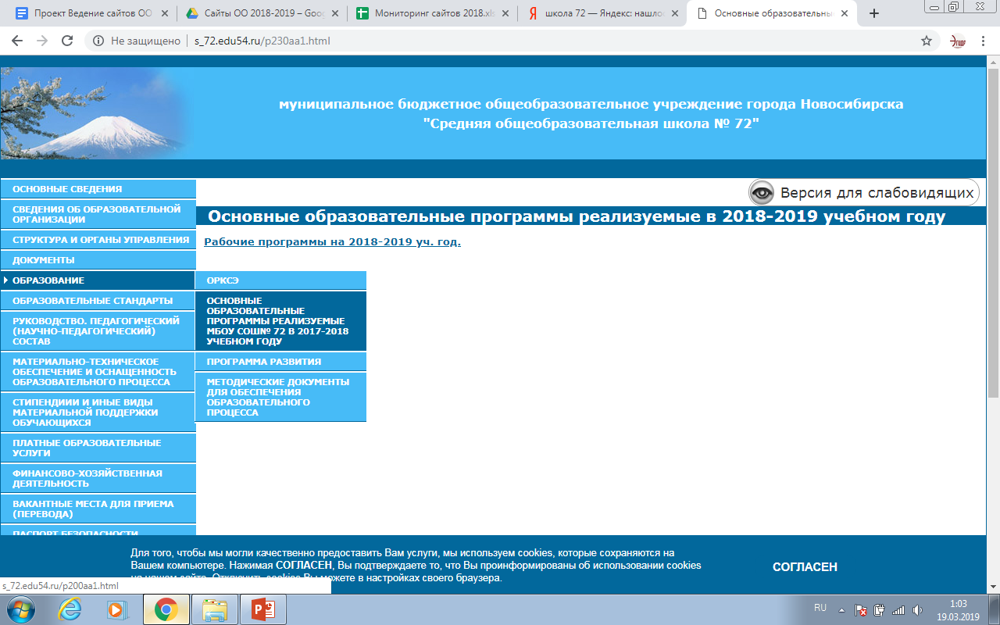 Проект Ведение сайтов ОО
Сайты ОО 2018-2019 – Goo
Мониторинг сайтов 2018.xls
школа 72 — Яндекс: нашло
Основные образовательны
Не защищено
s_72.edu54.ru/p230aa1.html
муниципальное бюджетное общеобразовательное учреждение города Новосибирска
"Средняя общеобразовательная школа № 72"
Версия для слабовидящих
Основные образовательные программы реализуемые в 2018-2019 учебном году
Рабочие программы на 2018-2019 уч. год.
ОСНОВНЫЕ СВЕДЕНИЯ
СВЕДЕНИЯ ОБ ОБРАЗОВАТЕЛЬНОЙ
ОРГАНИЗАЦИИ
СТРУКТУРА И ОРГАНЫ УПРАВЛЕНИЯ
ДОКУМЕНТЫ
ОБРАЗОВАНИЕ
ОБРАЗОВАТЕЛЬНЫЕ СТАНДАРТЫ
РУКОВОДСТВО. ПЕДАГОГИЧЕСКИЙ
(НАУЧНО-ПЕДАГОГИЧЕСКИЙ)
СОСТАВ
МАТЕРИАЛЬНО-ТЕХНИЧЕСКОЕ
ОБЕСПЕЧЕНИЕ И ОСНАЩЕННОСТЬ
ОБРАЗОВАТЕЛЬНОГО ПРОЦЕССА
СТИПЕНДИИИ И ИНЫЕ ВИДЫ
МАТЕРИАЛЬНОЙ ПОДДЕРЖКИ
ОБУЧАЮЩИХСЯ
ПЛАТНЫЕ ОБРАЗОВАТЕЛЬНЫЕ
УСЛУГИ
ФИНАНСОВО-ХОЗЯЙСТВЕННАЯ
ДЕЯТЕЛЬНОСТЬ
ВАКАНТНЫЕ МЕСТА ДЛЯ ПРИЕМА
(ПЕРЕВОДА)
ПАСПОРТ БЕЗОПАСНОСТИ
ОРКСЭ
ОСНОВНЫЕ
ОБРАЗОВАТЕЛЬНЫЕ
ПРОГРАММЫ РЕАЛИЗУЕМЫЕ
МБОУ СОШ№ 72 В 2017-2018
УЧЕБНОМ ГОДУ
ПРОГРАММА РАЗВИТИЯ
МЕТОДИЧЕСКИЕ ДОКУМЕНТЫ
ДЛЯ ОБЕСПЕЧЕНИЯ
ОБРАЗОВАТЕЛЬНОГО
ПРОЦЕССА
Для того, чтобы мы могли качественно предоставить Вам услуги, мы используем cookies, которые сохраняются на
Вашем компьютере. Нажимая СОГЛАСЕН, Вы подтверждаете то, что Вы проинформированы об использовании cookies
на нашем сайте. Отключить cookies Вы можете в настройках своего браузера.
СОГЛАСЕН
s_72.edu54.ru/p200aa1.html
RU
1:03
19.03.2019